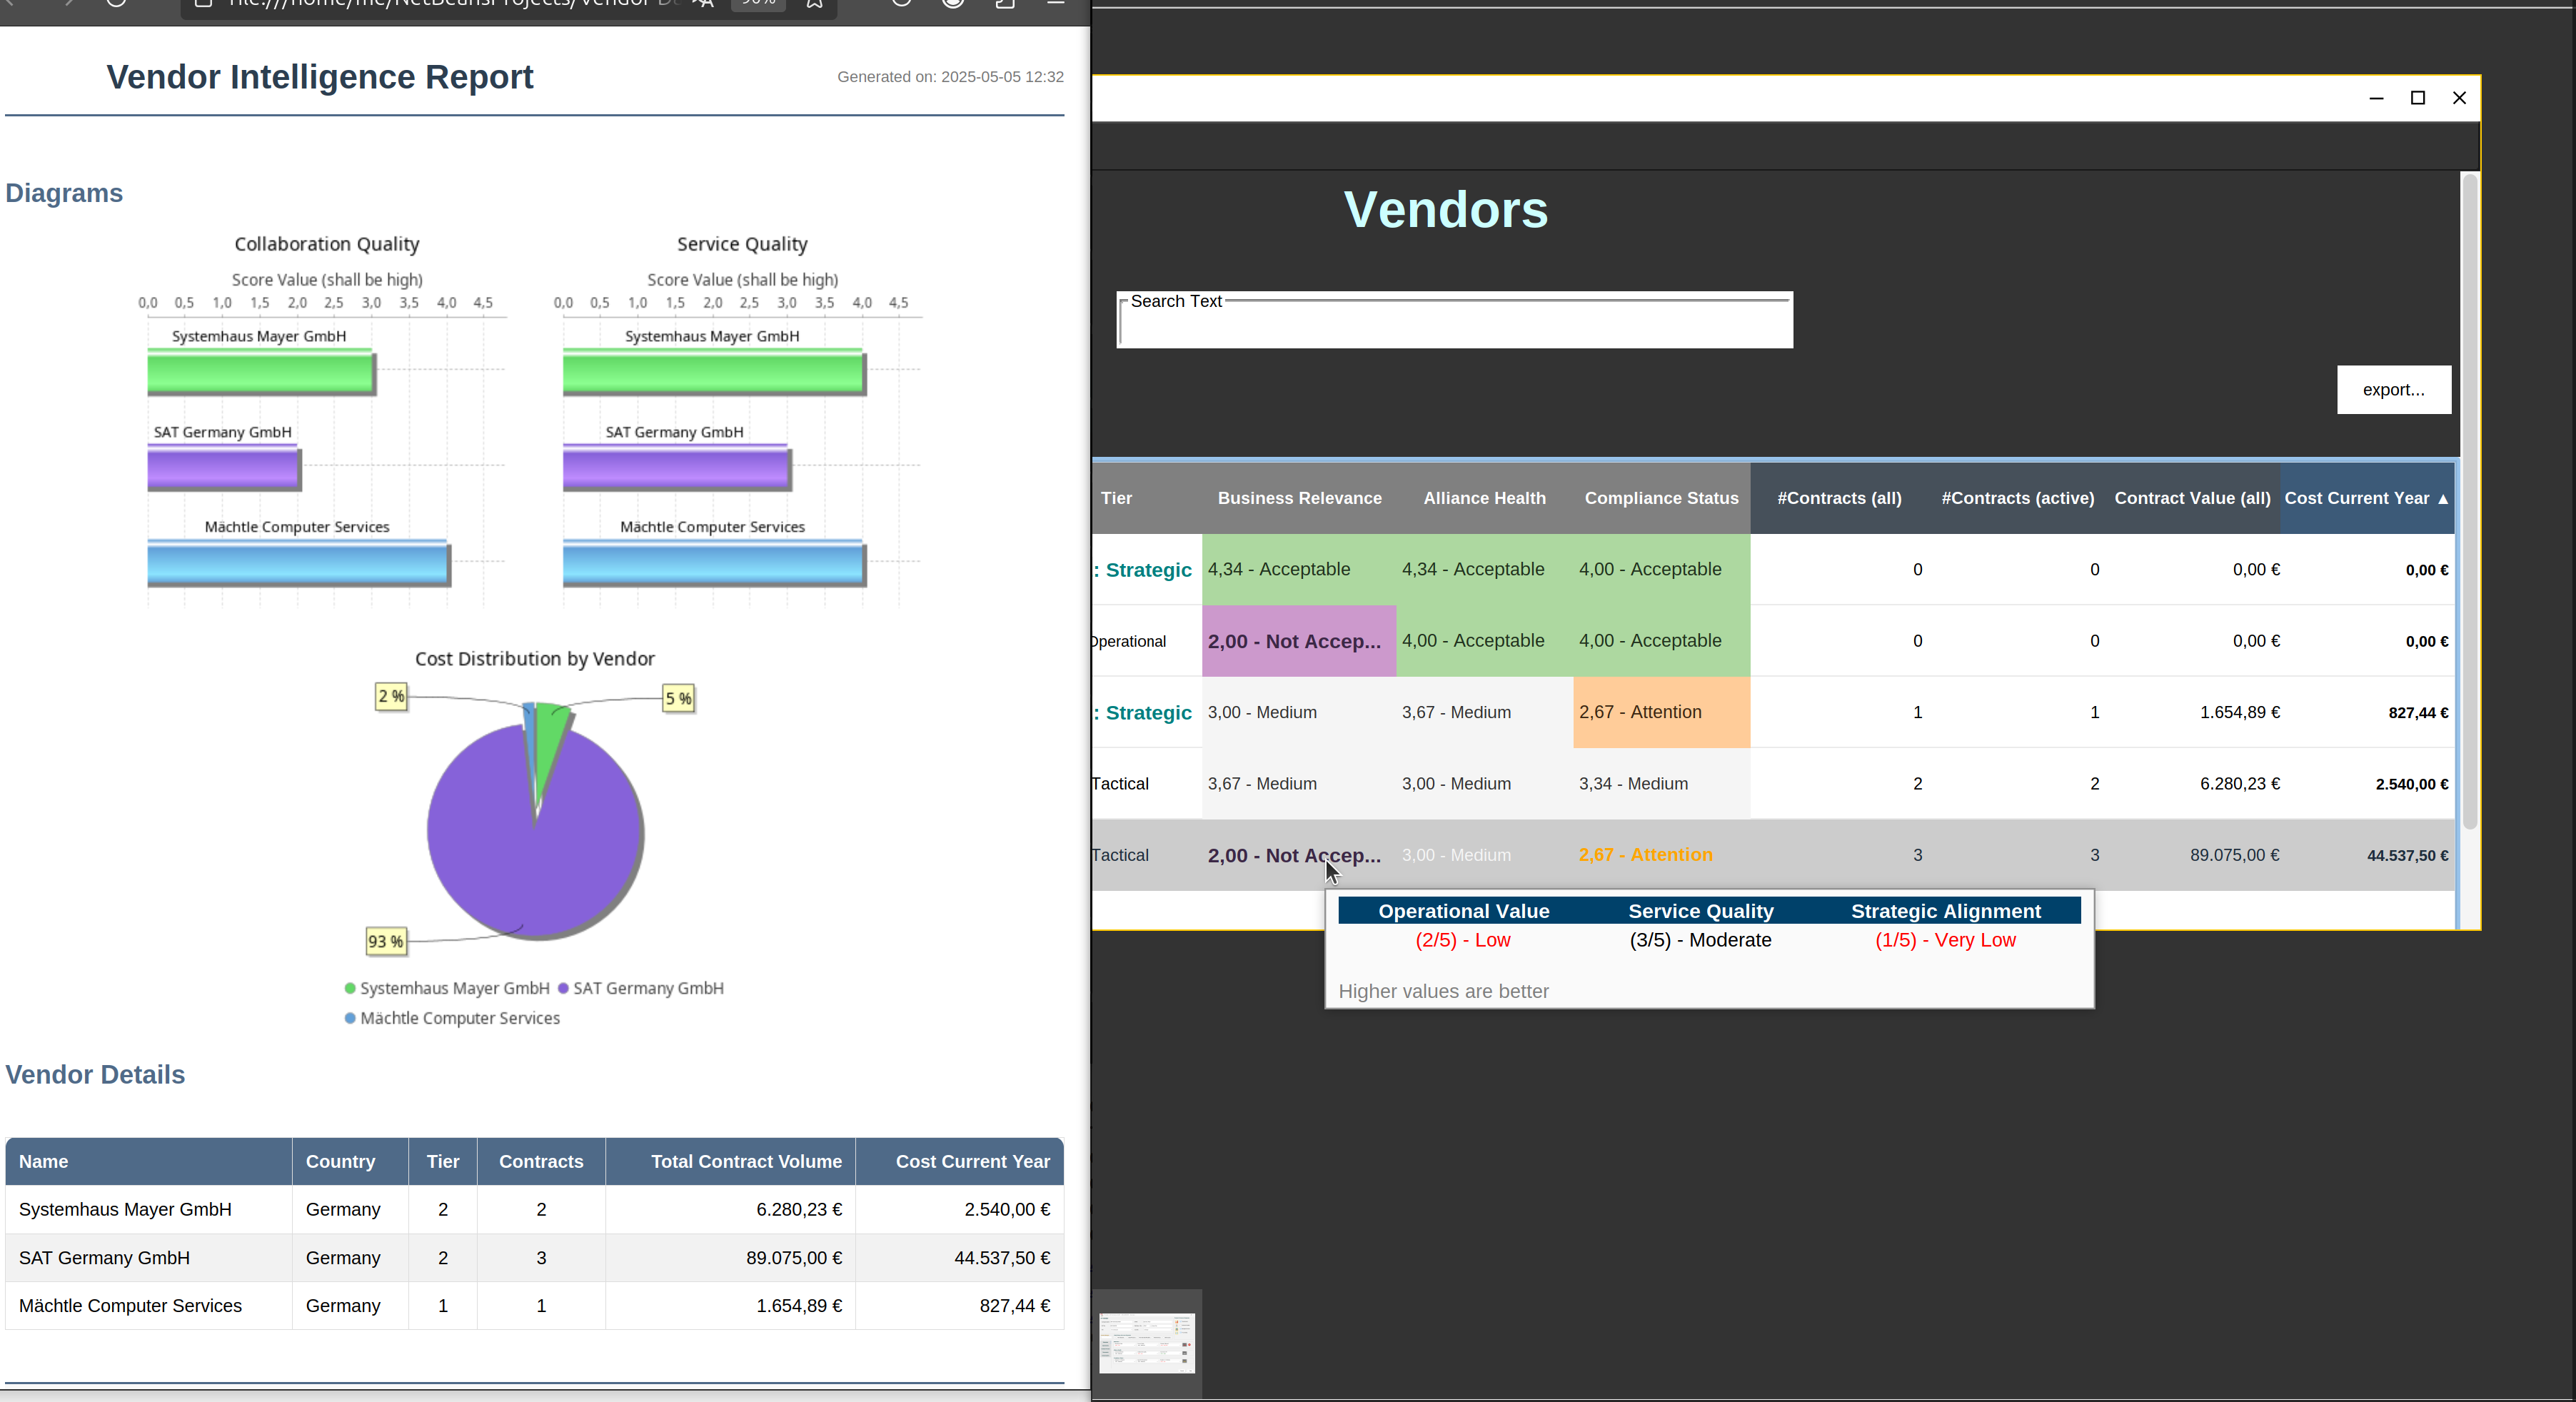 90%
Vendor Intelligence Report
Generated on: 2025-05-05 12:32
Diagrams
Collaboration Quality
Score Value (shall be high)
0,0 0,5 1,0 1,5 2,0 2,5 3,0 3,5 4,0 4,5
Systemhaus Mayer GmbH
SAT Germany GmbH
Mächtle Computer Services
Service Quality
Score Value (shall be high)
0,0 0,5 1,0 1,5 2,0 2,5 3,0 3,5 4,0 4,5
Systemhaus Mayer GmbH
SAT Germany GmbH
Mächtle Computer Services
Cost Distribution by Vendor
2 %
5 %
93 %
Systemhaus Mayer GmbH SAT Germany GmbH
Mächtle Computer Services
Vendor Details
Name Country Tier Contracts Total Contract Volume Cost Current Year
Systemhaus Mayer GmbH Germany 2 2 6.280,23 € 2.540,00 €
SAT Germany GmbH Germany 2 3 89.075,00 € 44.537,50 €
Mächtle Computer Services Germany 1 1 1.654,89 € 827,44 €
Vendors
Search Text
export...
Tier Business Relevance Alliance Health Compliance Status #Contracts (all) #Contracts (active) Contract Value (all) Cost Current Year ▲
: Strategic 4,34 - Acceptable 4,34 - Acceptable 4,00 - Acceptable 0 0 0,00 € 0,00 €
Operational 2,00 - Not Accep... 4,00 - Acceptable 4,00 - Acceptable 0 0 0,00 € 0,00 €
: Strategic 3,00 - Medium 3,67 - Medium 2,67 - Attention 1 1 1.654,89 € 827,44 €
Tactical 3,67 - Medium 3,00 - Medium 3,34 - Medium 2 2 6.280,23 € 2.540,00 €
Tactical 2,00 - Not Accep... 3,00 - Medium 2,67 - Attention 3 3 89.075,00 € 44.537,50 €
Operational Value Service Quality Strategic Alignment
(2/5) - Low (3/5) - Moderate (1/5) - Very Low
Higher values are better